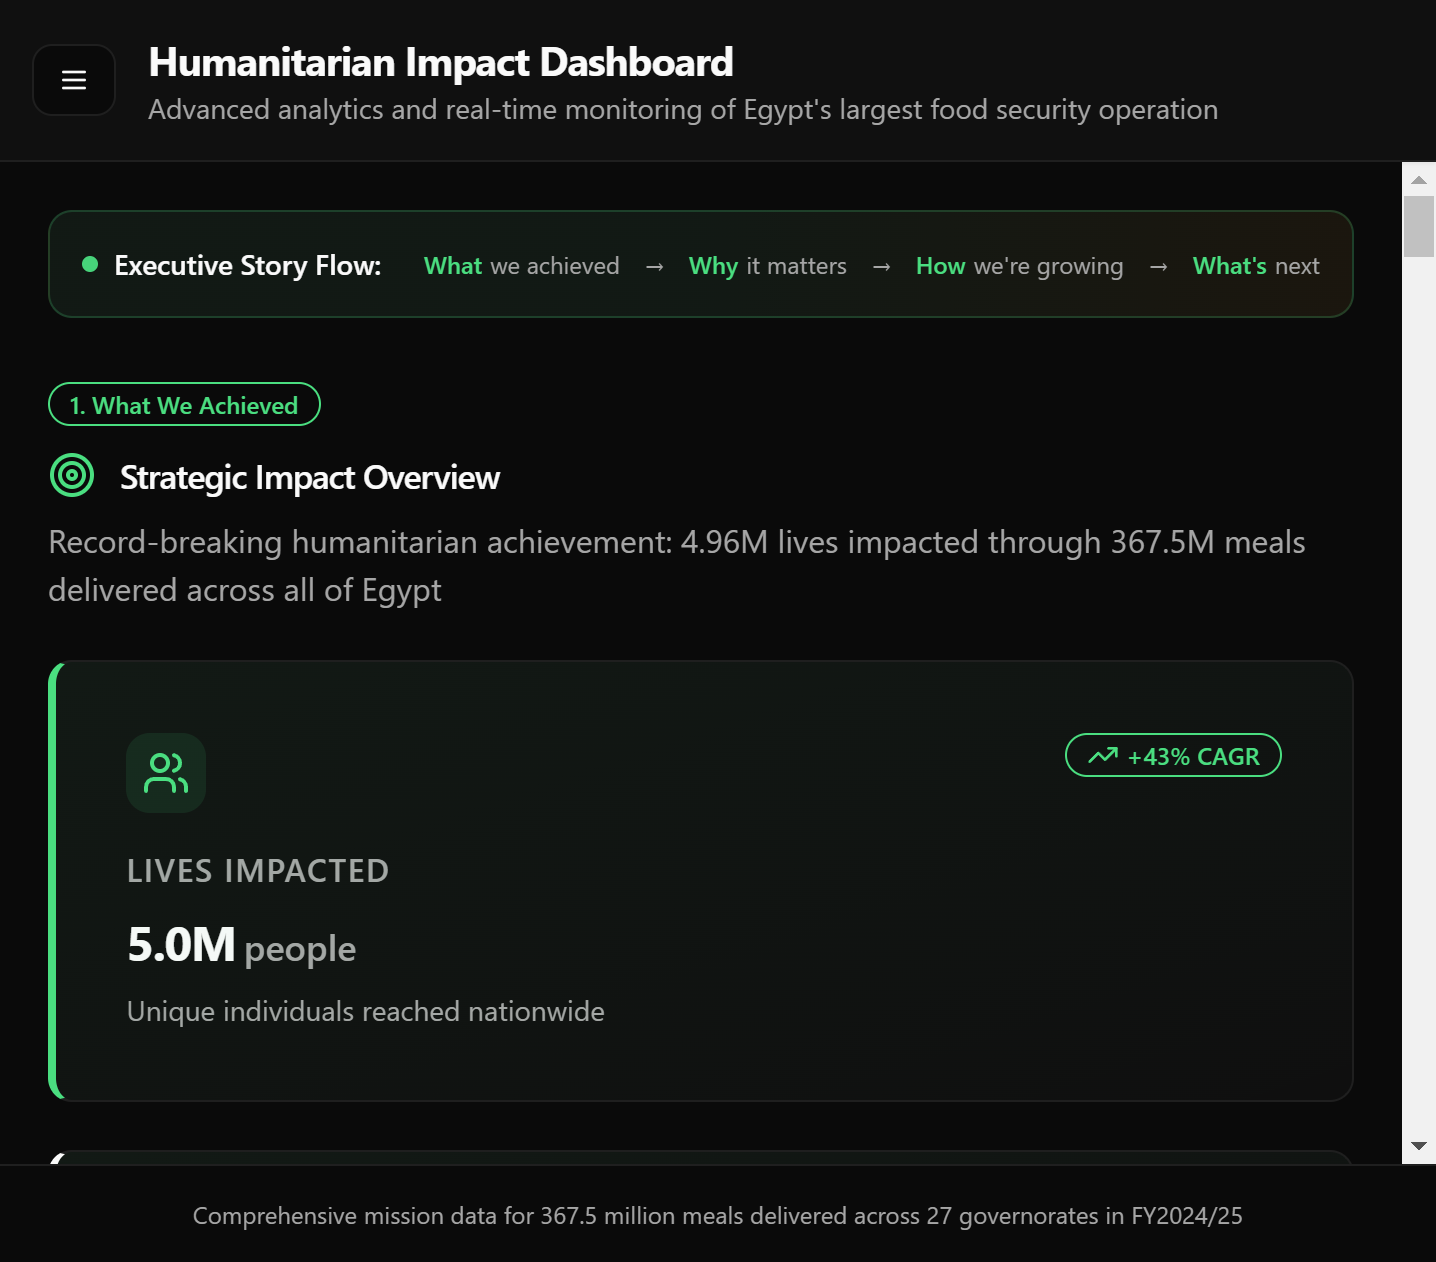 Humanitarian Impact Dashboard
Advanced analytics and real-time monitoring of Egypt's largest food security operation
Executive Story Flow: What we achieved → Why it matters → How we're growing → What's next
1. What We Achieved
Strategic Impact Overview
Record-breaking humanitarian achievement: 4.96M lives impacted through 367.5M meals
delivered across all of Egypt
+43% CAGR
LIVES IMPACTED
5.0M people
Unique individuals reached nationwide
Comprehensive mission data for 367.5 million meals delivered across 27 governorates in FY2024/25